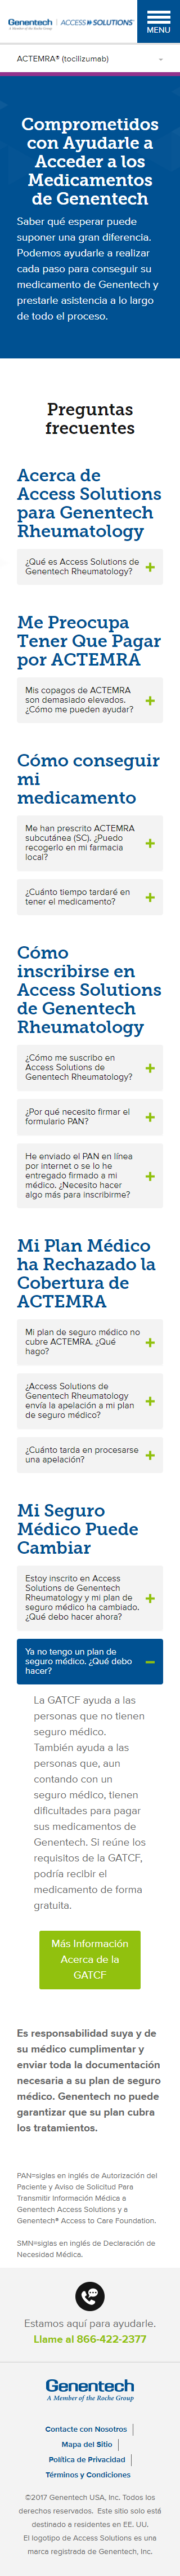 Genentech | ACCESS SOLUTIONS®
A Member of the Roche Group
MENU
ACTEMRA® (tocilizumab)
Comprometidos
con Ayudarle a
Acceder a los
Medicamentos
de Genentech
Saber qué esperar puede
suponer una gran diferencia.
Podemos ayudarle a realizar
cada paso para conseguir su
medicamento de Genentech y
prestarle asistencia a lo largo
de todo el proceso.
Preguntas
frecuentes
Acerca de
Access Solutions
para Genentech
Rheumatology
¿Qué es Access Solutions de
Genentech Rheumatology?
Me Preocupa
Tener Que Pagar
por ACTEMRA
Mis copagos de ACTEMRA
son demasiado elevados.
¿Cómo me pueden ayudar?
Cómo conseguir
mi
medicamento
Me han prescrito ACTEMRA
subcutánea (SC). ¿Puedo
recogerlo en mi farmacia
local?
¿Cuánto tiempo tardaré en
tener el medicamento?
Cómo
inscribirse en
Access Solutions
de Genentech
Rheumatology
¿Cómo me suscribo en
Access Solutions de
Genentech Rheumatology?
¿Por qué necesito firmar el
formulario PAN?
He enviado el PAN en línea
por internet o se lo he
entregado firmado a mi
médico. ¿Necesito hacer
algo más para inscribirme?
Mi Plan Médico
ha Rechazado la
Cobertura de
ACTEMRA
Mi plan de seguro médico no
cubre ACTEMRA. ¿Qué
hago?
¿Access Solutions de
Genentech Rheumatology
envía la apelación a mi plan
de seguro médico?
¿Cuánto tarda en procesarse
una apelación?
Mi Seguro
Médico Puede
Cambiar
Estoy inscrito en Access
Solutions de Genentech
Rheumatology y mi plan de
seguro médico ha cambiado.
¿Qué debo hacer ahora?
Ya no tengo un plan de
seguro médico. ¿Qué debo
hacer?
La GATCF ayuda a las
personas que no tienen
seguro médico.
También ayuda a las
personas que, aun
contando con un
seguro médico, tienen
dificultades para pagar
sus medicamentos de
Genentech. Si reúne los
requisitos de la GATCF,
podría recibir el
medicamento de forma
gratuita.
Más Información
Acerca de la
GATCF
Es responsabilidad suya y de
su médico cumplimentar y
enviar toda la documentación
necesaria a su plan de seguro
médico. Genentech no puede
garantizar que su plan cubra
los tratamientos.
PAN=siglas en inglés de Autorización del
Paciente y Aviso de Solicitud Para
Transmitir Información Médica a
Genentech Access Solutions y a
Genentech® Access to Care Foundation.
SMN=siglas en inglés de Declaración de
Necesidad Médica.
Estamos aquí para ayudarle.
Llame al 866-422-2377
Genentech
A Member of the Roche Group
Contacte con Nosotros
Mapa del Sitio
Política de Privacidad
Términos y Condiciones
©2017 Genentech USA, Inc. Todos los
derechos reservados. Este sitio solo está
destinado a residentes en EE. UU.
El logotipo de Access Solutions es una
marca registrada de Genentech, Inc.